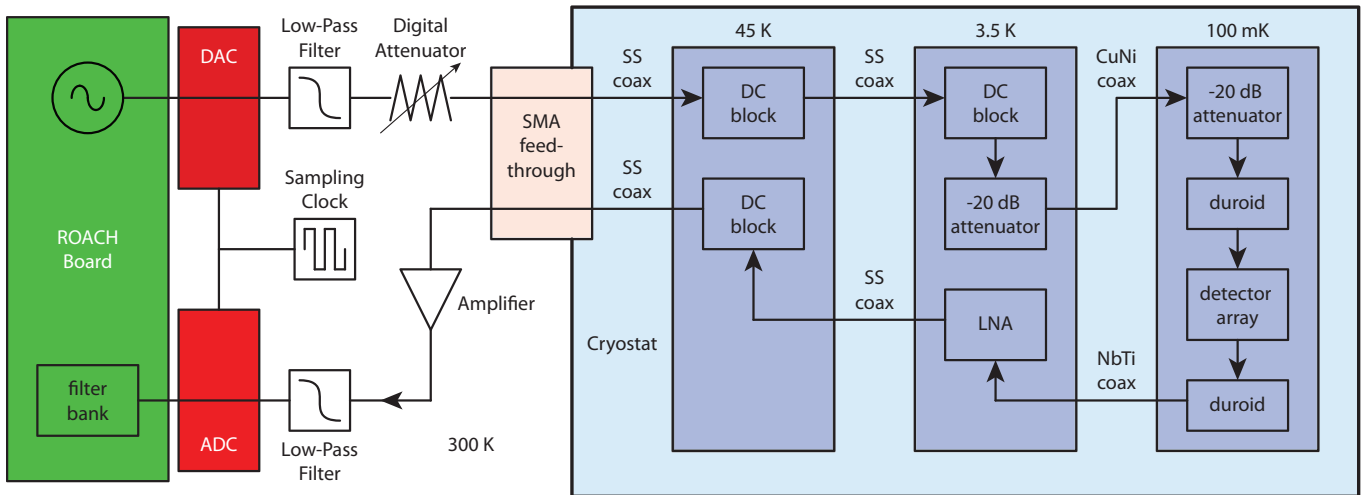 DAC
Low-Pass
Filter
Digital
Attenuator
SMA
feed-
through
SS
coax
45 K
DC
block
SS
coax
3.5 K
DC
block
-20 dB
attenuator
CuNi
coax
100 mK
-20 dB
attenuator
duroid
detector
array
duroid
NbTi
coax
LNA
SS
coax
DC
block
SS
coax
Cryostat
Sampling
Clock
ROACH
Board
Amplifier
Low-Pass
Filter
300 K
ADC
filter
bank